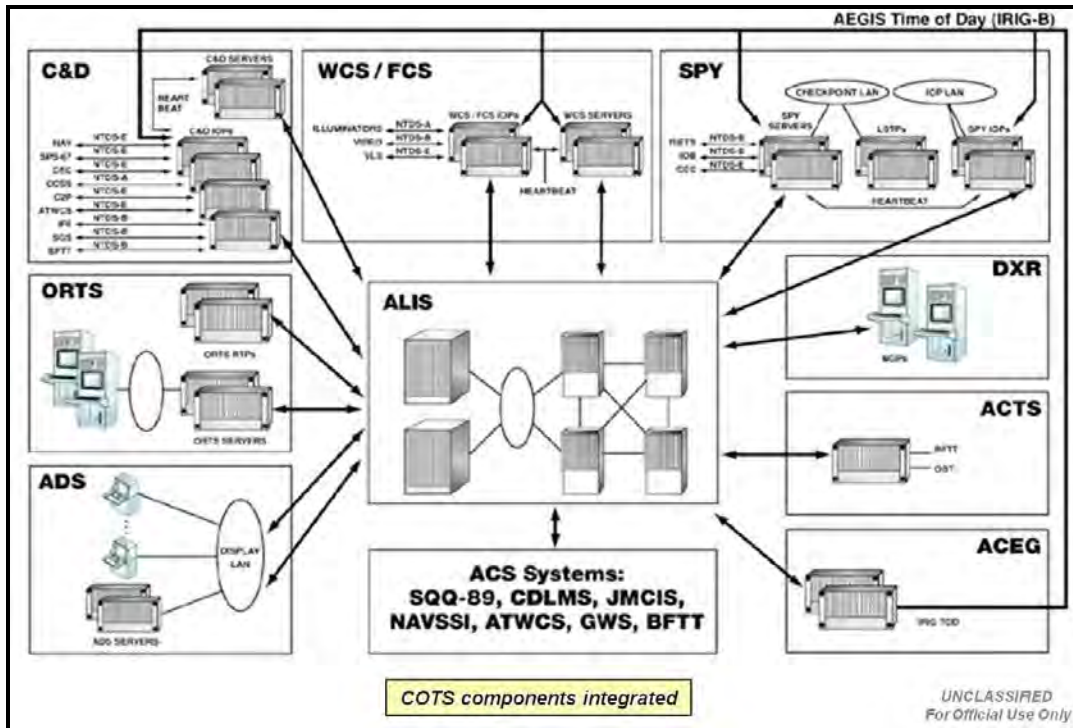 AEGIS Time of Day (IRIG-B)
C&D
C&D SERVERS
HEART
BEAT
C&D IOPs
NAV
NTDS-E
SPS-67
NTDS-E
CEC
NTDS-E
NTDS-A
C2P
NTDS-E
ATWCS
NTDS-E
NTDS-B
SGS
NTDS-B
BFTT
NTDS-B
WCS / FCS
WCS / FCS IOPs
WCS SERVERS
ILLUMINATORS
NTDS-A
VIDEO
NTDS-B
VLS
NTDS-E
HEARTBEAT
SPY
CHECKPOINT LAN
IOP LAN
SPY
SERVERS
LSTPs
SPY IOPs
NTDS-B
NTDS-B
CEC
NTDS-E
HEARTBEAT
ORTS
ORTS RTPs
ORTS SERVERS
ALIS
DXR
ACTS
BFTT
ADS
DISPLAY
LAN
ADS SERVERS
ACS Systems:
SQQ-89, CDLMS, JMCIS,
NAVSSI, ATWCS, GWS, BFTT
ACEG
IRIG TOD
COTS components integrated
UNCLASSIFIED
For Official Use Only